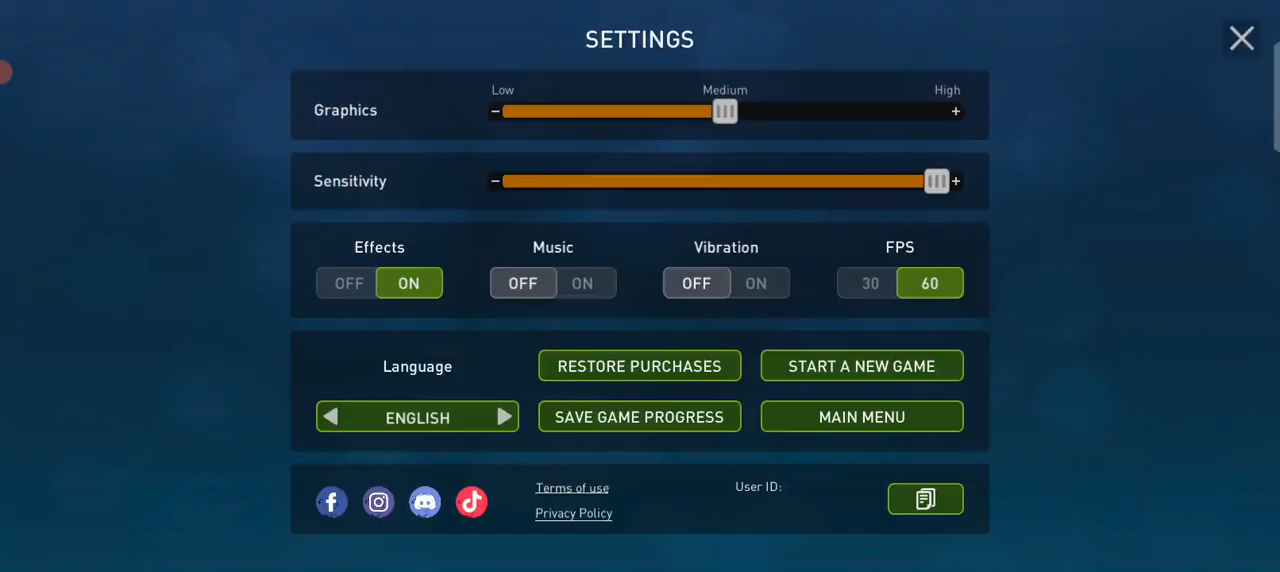 SETTINGS
Low Medium High
Graphics − +
Sensitivity − +
Effects Music Vibration FPS
OFF ON OFF ON OFF ON 30 60
Language RESTORE PURCHASES START A NEW GAME
ENGLISH SAVE GAME PROGRESS MAIN MENU
Terms of use User ID:
Privacy Policy